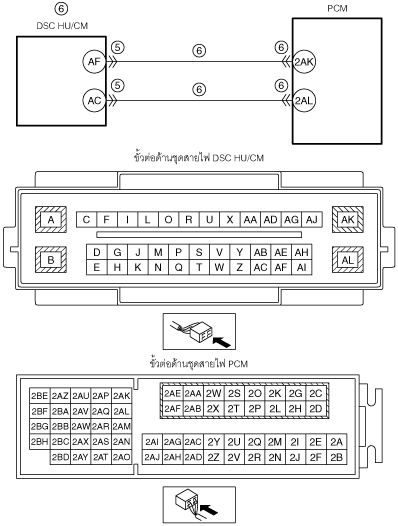 ⑥
DSC HU/CM
PCM
AF ⑤ ⑥ ⑤ 2AK
AC ⑤ ⑥ ⑤ 2AL
ขั้วต่อด้านชุดสายไฟ DSC HU/CM
A C F I L O R U X AA AD AG AJ AK
B D G J M P S V Y AB AE AH AL
E H K N Q T W Z AC AF AI
ขั้วต่อด้านชุดสายไฟ PCM
2BE 2AZ 2AU 2AP 2AK 2AE 2AA 2W 2S 2O 2K 2G 2C
2BF 2BA 2AV 2AQ 2AL 2AF 2AB 2X 2T 2P 2L 2H 2D
2BG 2BB 2AW 2AR 2AM
2BH 2BC 2AX 2AS 2AN 2AI 2AG 2AC 2Y 2U 2Q 2M 2I 2E 2A
2BD 2AY 2AT 2AO 2AJ 2AH 2AD 2Z 2V 2R 2N 2J 2F 2B